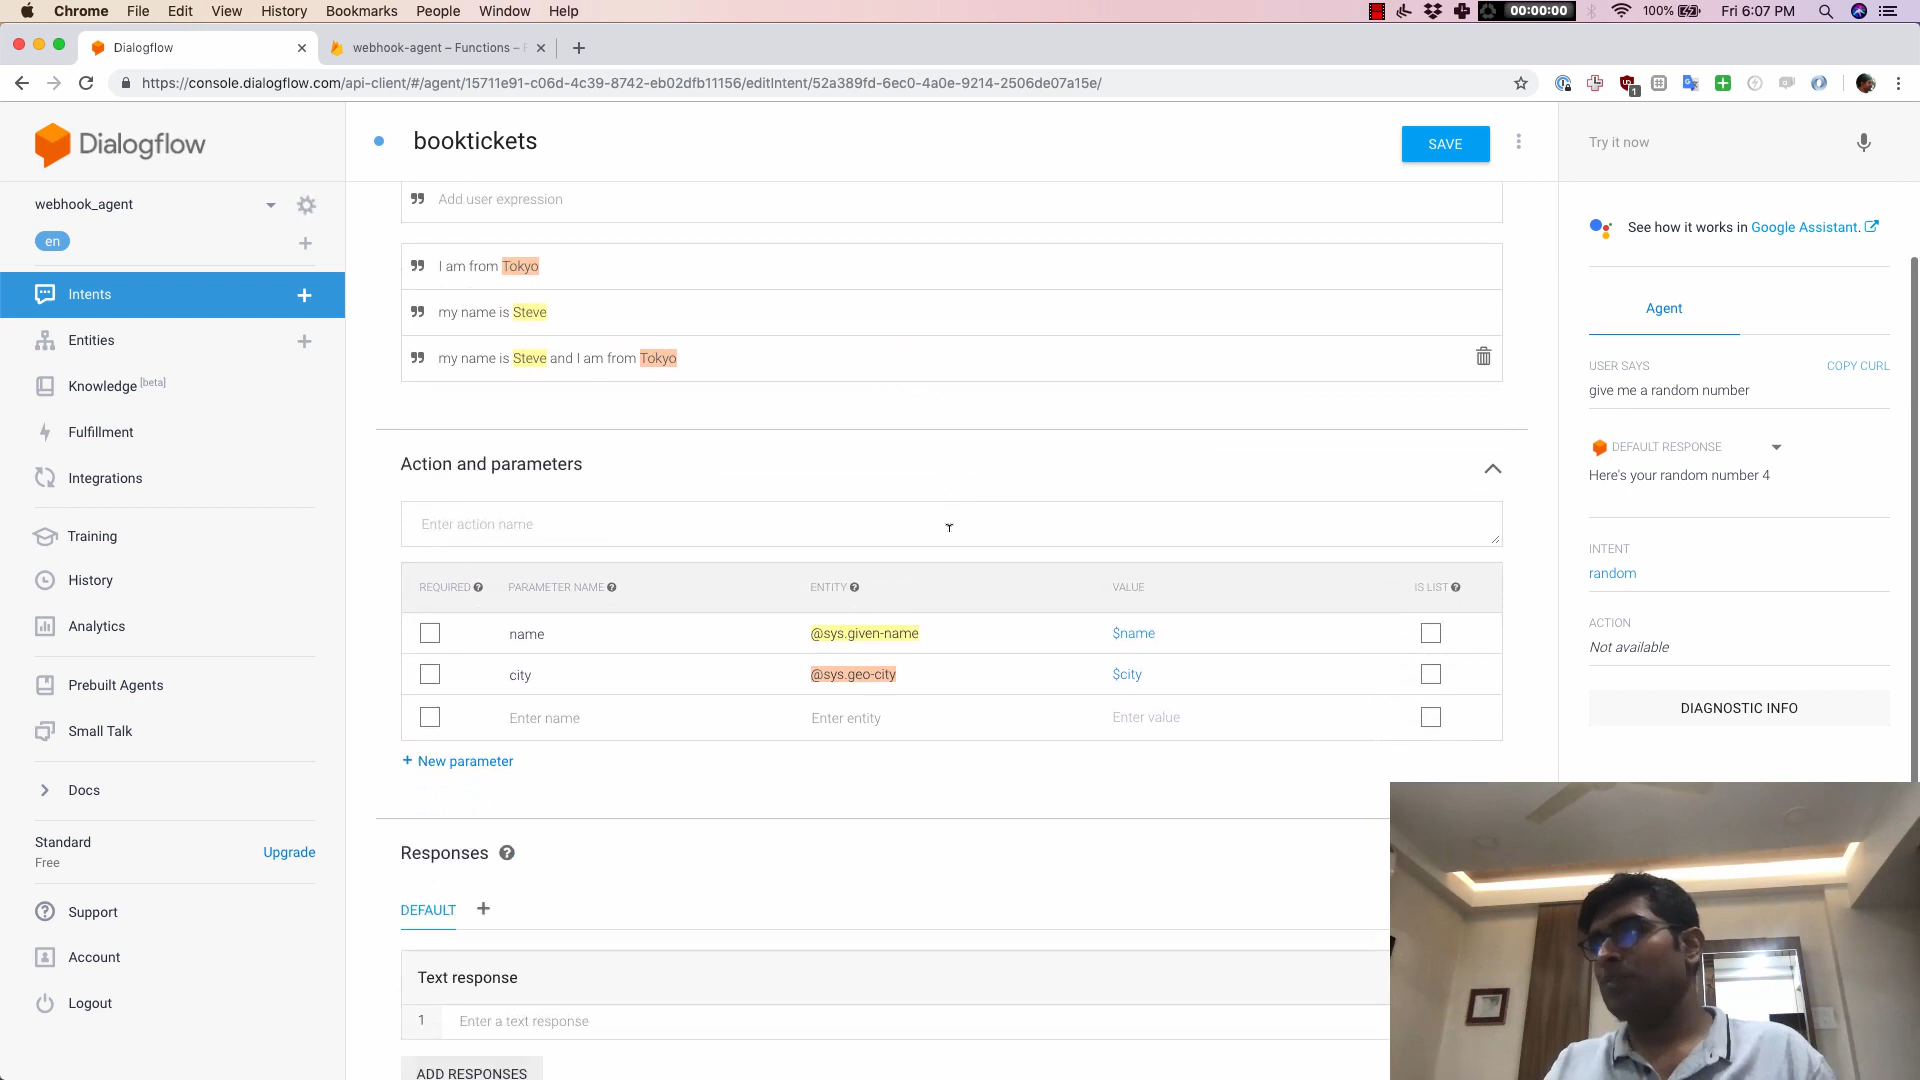 Chrome File Edit View History Bookmarks People Window Help
00:00:00 100% Fri 6:07 PM
Dialogflow
webhook-agent – Functions –
https://console.dialogflow.com/api-client/#/agent/15711e91-c06d-4c39-8742-eb02dfb11156/editIntent/52a389fd-6ec0-4a0e-9214-2506de07a15e/
1
Dialogflow
webhook_agent
en
Intents
Entities
Knowledge [beta]
Fulfillment
Integrations
Training
History
Analytics
Prebuilt Agents
Small Talk
Docs
Standard
Free
Upgrade
Support
Account
Logout
booktickets
SAVE
Add user expression
I am from Tokyo
my name is Steve
my name is Steve and I am from Tokyo
Action and parameters
Enter action name
REQUIRED PARAMETER NAME ENTITY VALUE IS LIST
name @sys.given-name $name
city @sys.geo-city $city
Enter name Enter entity Enter value
+ New parameter
Responses
DEFAULT
Text response
1 Enter a text response
ADD RESPONSES
Try it now
See how it works in Google Assistant.
Agent
USER SAYS COPY CURL
give me a random number
DEFAULT RESPONSE
Here's your random number 4
INTENT
random
ACTION
Not available
DIAGNOSTIC INFO